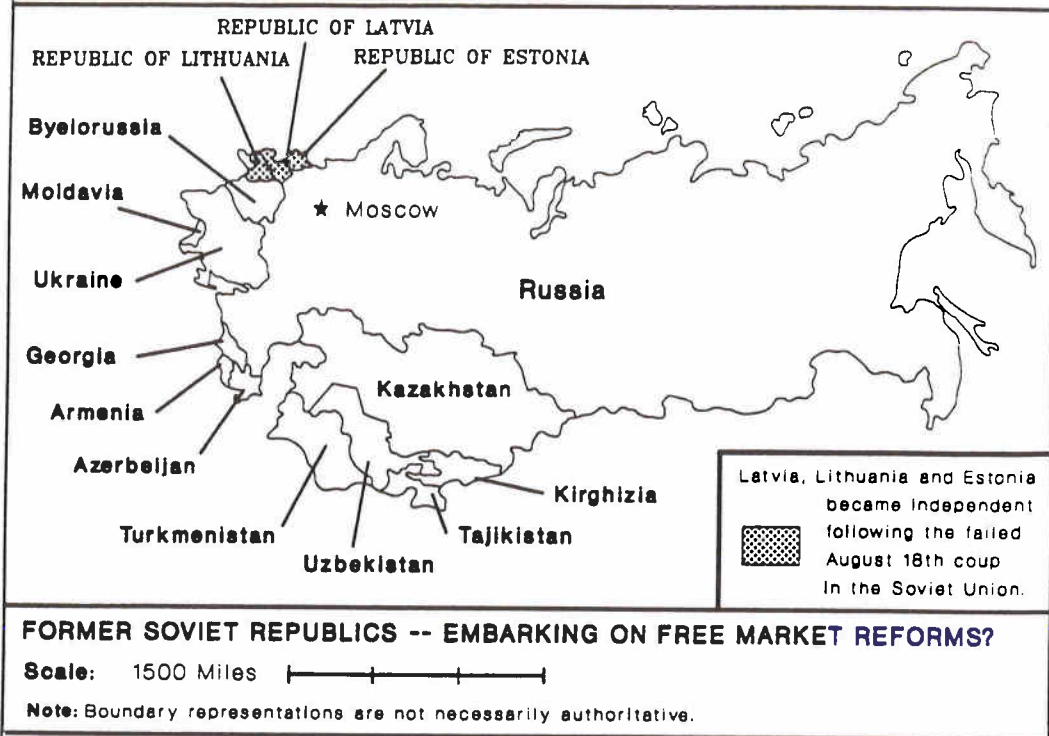 REPUBLIC OF LATVIA
REPUBLIC OF LITHUANIA
REPUBLIC OF ESTONIA
Byelorussia
Moldavia
★ Moscow
Ukraine
Russia
Georgia
Kazakhstan
Armenia
Azerbeijan
Kirghizia
Turkmenistan
Tajikistan
Uzbekistan
Latvia, Lithuania and Estonia
became independent
following the failed
August 18th coup
in the Soviet Union.
FORMER SOVIET REPUBLICS -- EMBARKING ON FREE MARKET REFORMS?
Scale: 1500 Miles
Note: Boundary representations are not necessarily authoritative.